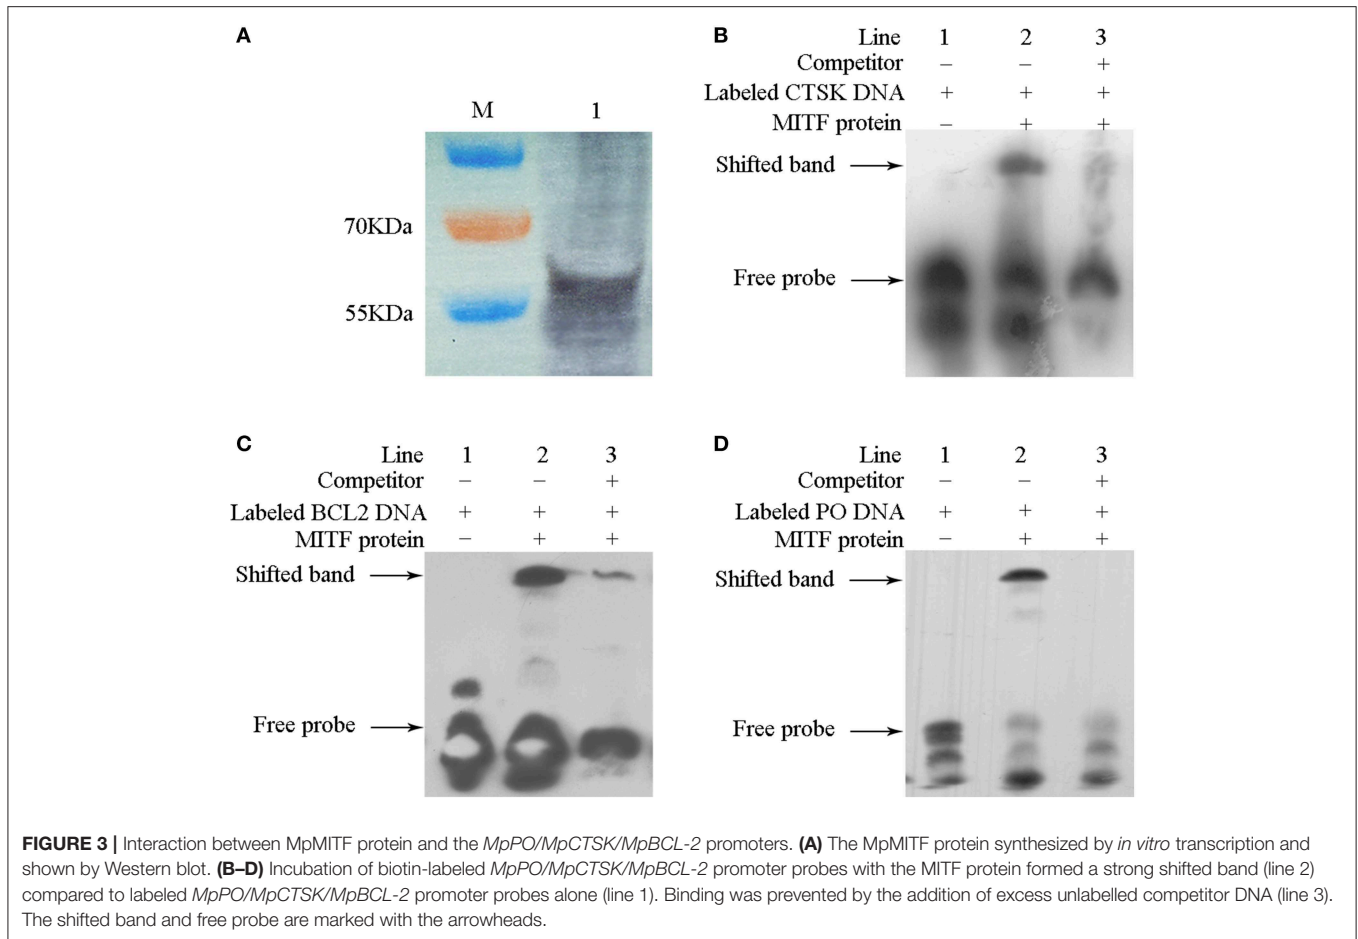 A
M 1
70KDa
55KDa
B
Line 1 2 3
Competitor – – +
Labeled CTSK DNA + + +
MITF protein – + +
Shifted band
Free probe
C
Line 1 2 3
Competitor – – +
Labeled BCL2 DNA + + +
MITF protein – + +
Shifted band
Free probe
D
Line 1 2 3
Competitor – – +
Labeled PO DNA + + +
MITF protein – + +
Shifted band
Free probe
FIGURE 3 | Interaction between MpMITF protein and the MpPO/MpCTSK/MpBCL-2 promoters. (A) The MpMITF protein synthesized by in vitro transcription and
shown by Western blot. (B–D) Incubation of biotin-labeled MpPO/MpCTSK/MpBCL-2 promoter probes with the MITF protein formed a strong shifted band (line 2)
compared to labeled MpPO/MpCTSK/MpBCL-2 promoter probes alone (line 1). Binding was prevented by the addition of excess unlabelled competitor DNA (line 3).
The shifted band and free probe are marked with the arrowheads.